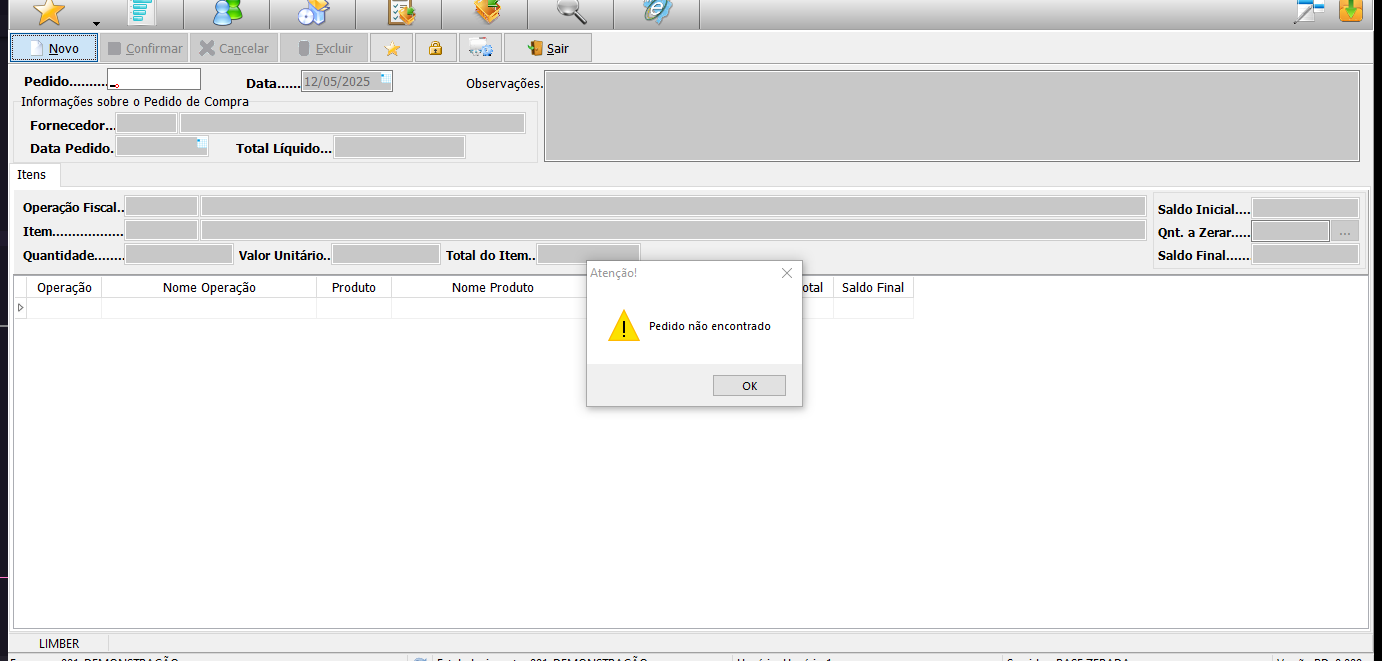 Novo Confirmar Cancelar Excluir Sair
Pedido.......... Data...... 12/05/2025 Observações.
Informações sobre o Pedido de Compra
Fornecedor...
Data Pedido. Total Líquido...
Itens
Operação Fiscal.. Saldo Inicial....
Item.................. Qnt. a Zerar..... ...
Quantidade........ Valor Unitário.. Total do Item.. Saldo Final......
Atenção!
Operação Nome Operação Produto Nome Produto otal Saldo Final
Pedido não encontrado
OK
LIMBER